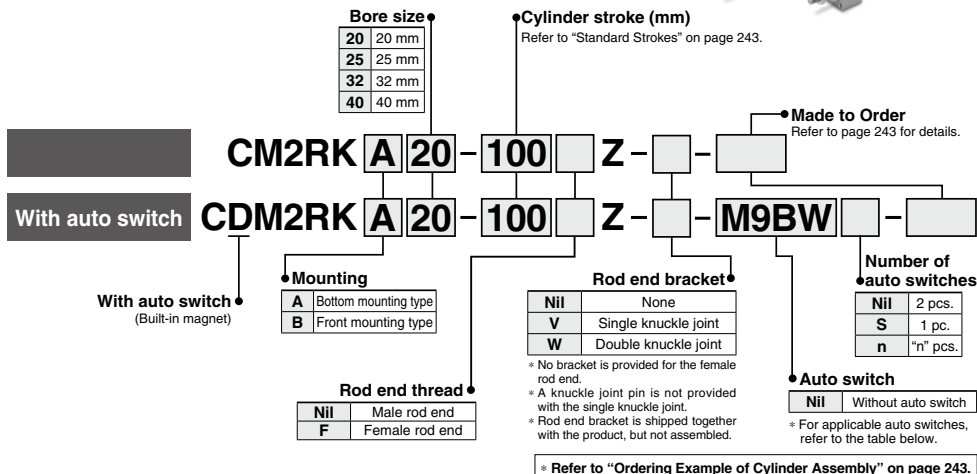 Bore size
20 20 mm
25 25 mm
32 32 mm
40 40 mm
Cylinder stroke (mm)
Refer to “Standard Strokes” on page 243.
Made to Order
Refer to page 243 for details.
CM2RK A 20 – 100 Z – –
With auto switch CDM2RK A 20 – 100 Z – – M9BW –
With auto switch
(Built-in magnet)
Mounting
A Bottom mounting type
B Front mounting type
Rod end thread
Nil Male rod end
F Female rod end
Rod end bracket
Nil None
V Single knuckle joint
W Double knuckle joint
* No bracket is provided for the female
rod end.
* A knuckle joint pin is not provided
with the single knuckle joint.
* Rod end bracket is shipped together
with the product, but not assembled.
Number of
auto switches
Nil 2 pcs.
S 1 pc.
n “n” pcs.
Auto switch
Nil Without auto switch
* For applicable auto switches,
refer to the table below.
* Refer to “Ordering Example of Cylinder Assembly” on page 243.